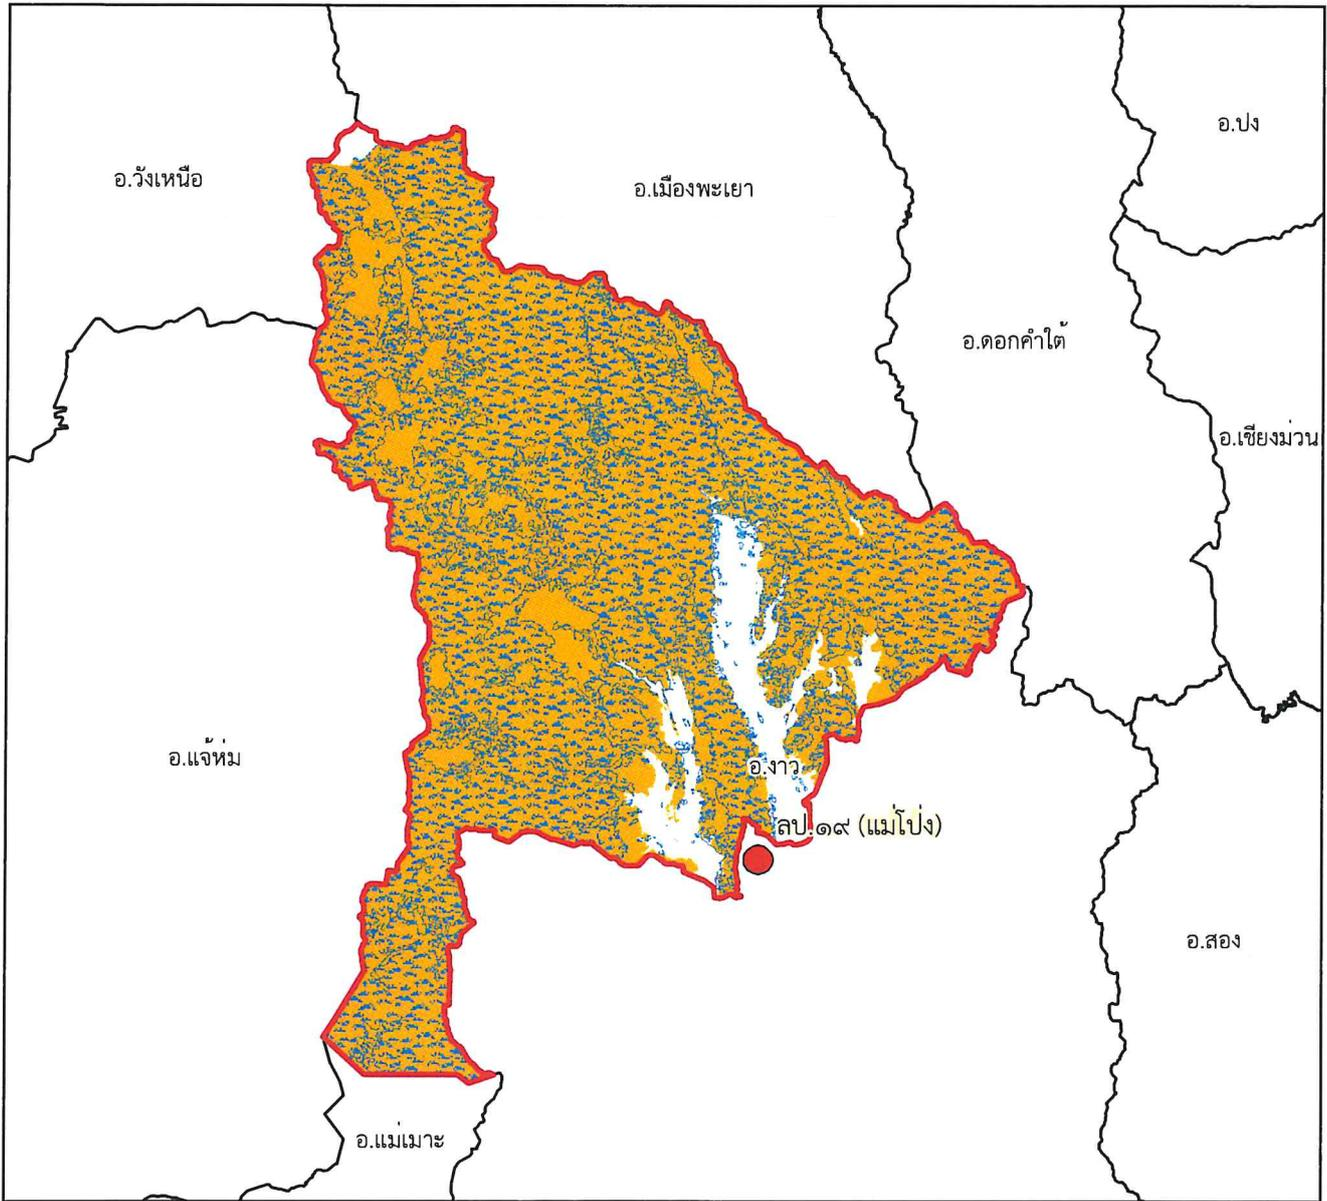 อ.ปง
อ.วังเหนือ
อ.เมืองพะเยา
อ.ดอกคำใต้
อ.เชียงม่วน
อ.แจ้ห่ม
อ.งาว
ลป.๑๙ (แม่โป่ง)
อ.สอง
อ.แม่เมาะ